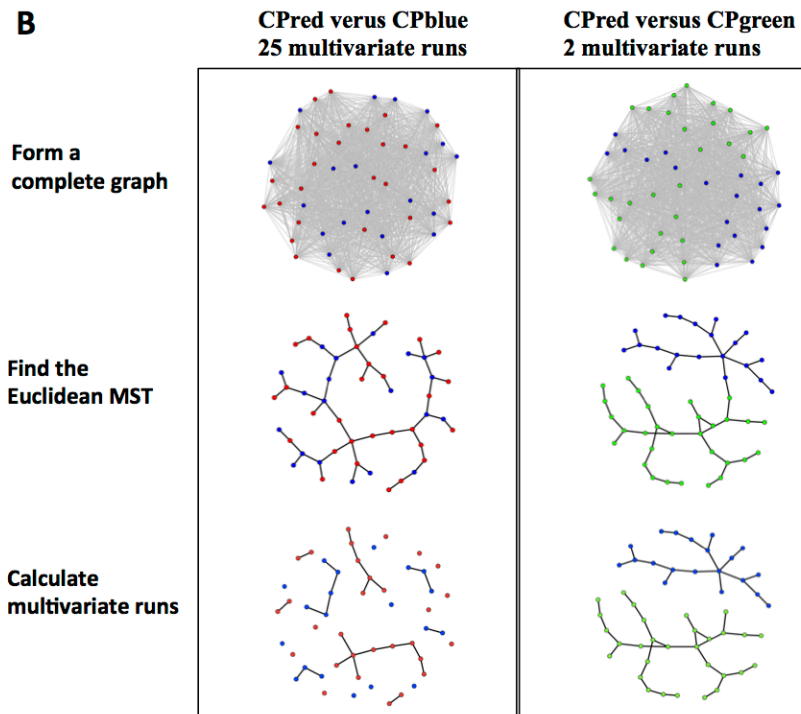 B
CPred verus CPblue
25 multivariate runs
CPred versus CPgreen
2 multivariate runs
Form a
complete graph
Find the
Euclidean MST
Calculate
multivariate runs